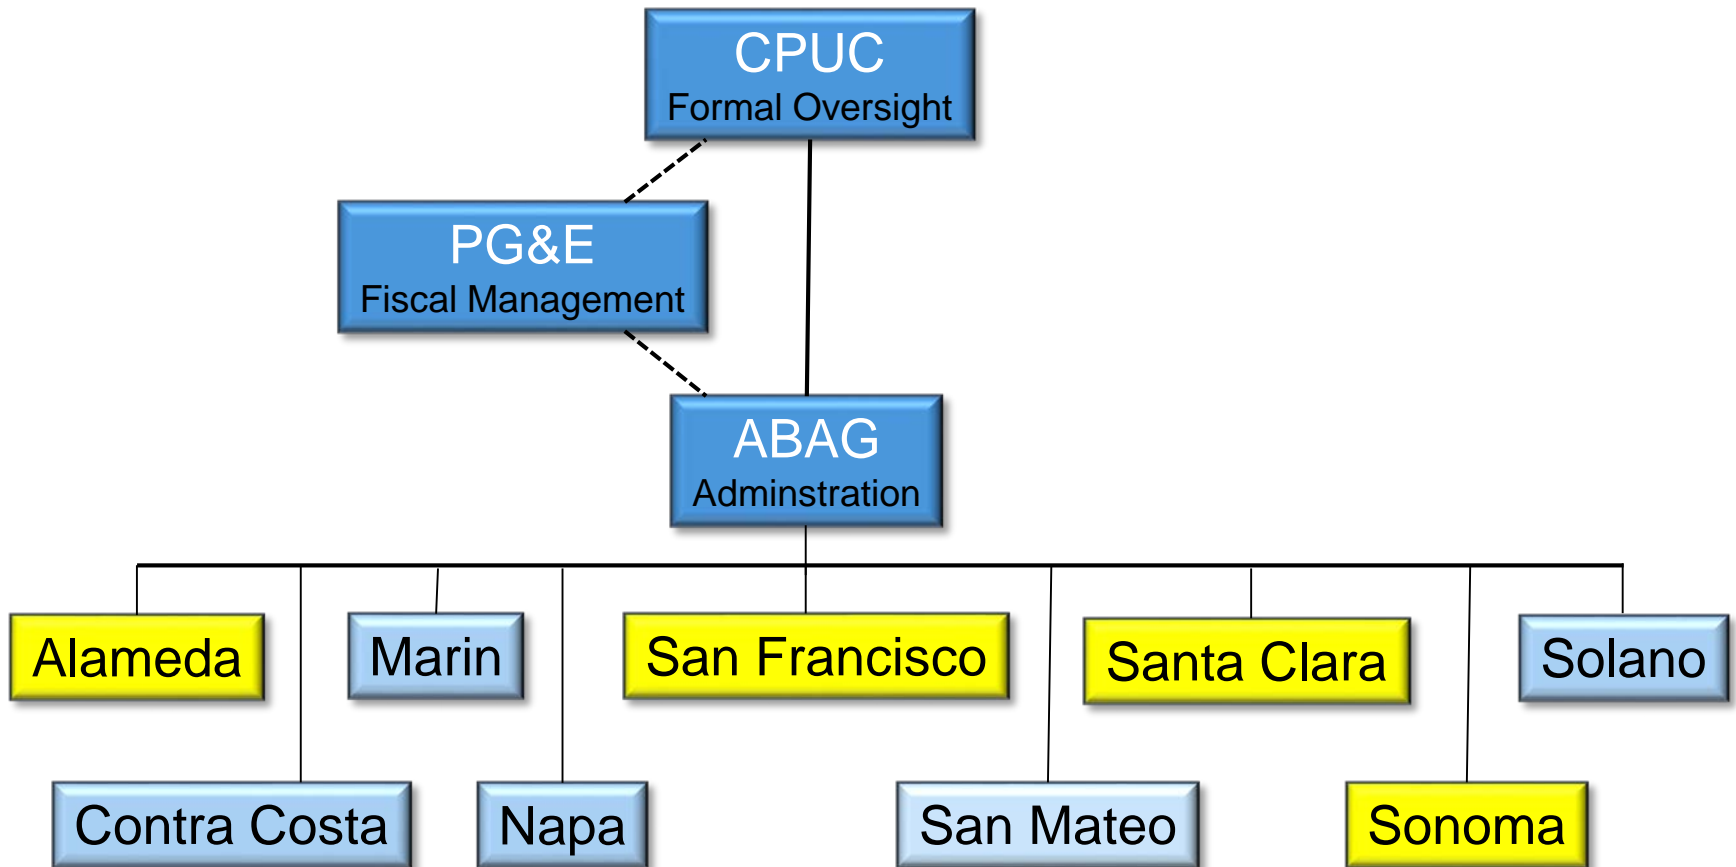 CPUC
Formal Oversight
PG&E
Fiscal Management
ABAG
Adminstration
Alameda
Marin
San Francisco
Santa Clara
Solano
Contra Costa
Napa
San Mateo
Sonoma